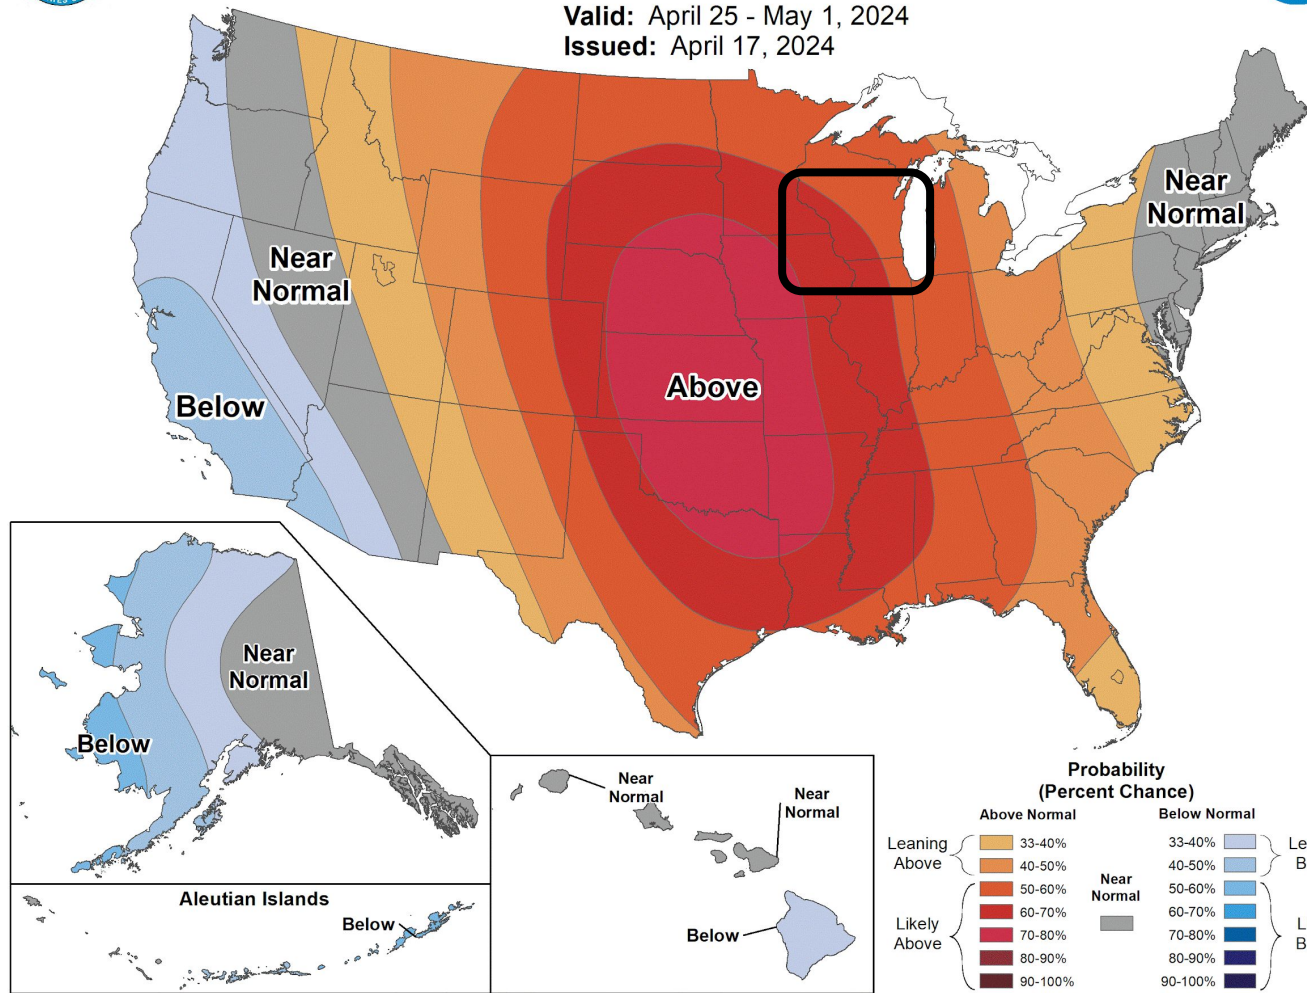 Valid: April 25 - May 1, 2024
Issued: April 17, 2024
Near
Normal
Near
Normal
Below
Above
Near
Normal
Below
Aleutian Islands
Below
Near
Normal
Near
Normal
Below
Probability
(Percent Chance)
Above Normal
Below Normal
Leaning
Above
33-40%
40-50%
Likely
Above
50-60%
60-70%
70-80%
80-90%
90-100%
Near
Normal
33-40%
40-50%
50-60%
60-70%
70-80%
80-90%
90-100%